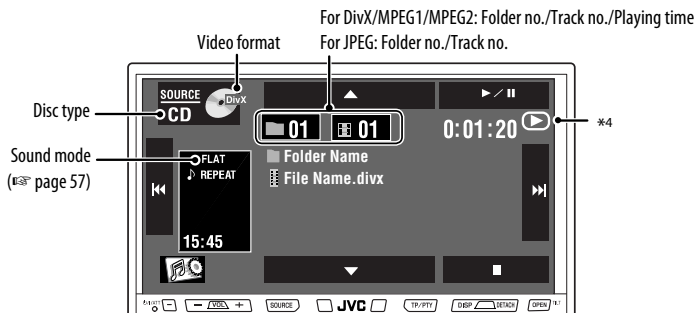 For DivX/MPEG1/MPEG2: Folder no./Track no./Playing time
Video format For JPEG: Folder no./Track no.
Disc type
SOURCE
DivX
CD
01 01 0:01:20
*4
Sound mode
(☞ page 57)
FLAT
♪ REPEAT
Folder Name
File Name.divx
15:45
VOL
SOURCE
JVC
TP/PTY
DISP
DETACH
OPEN